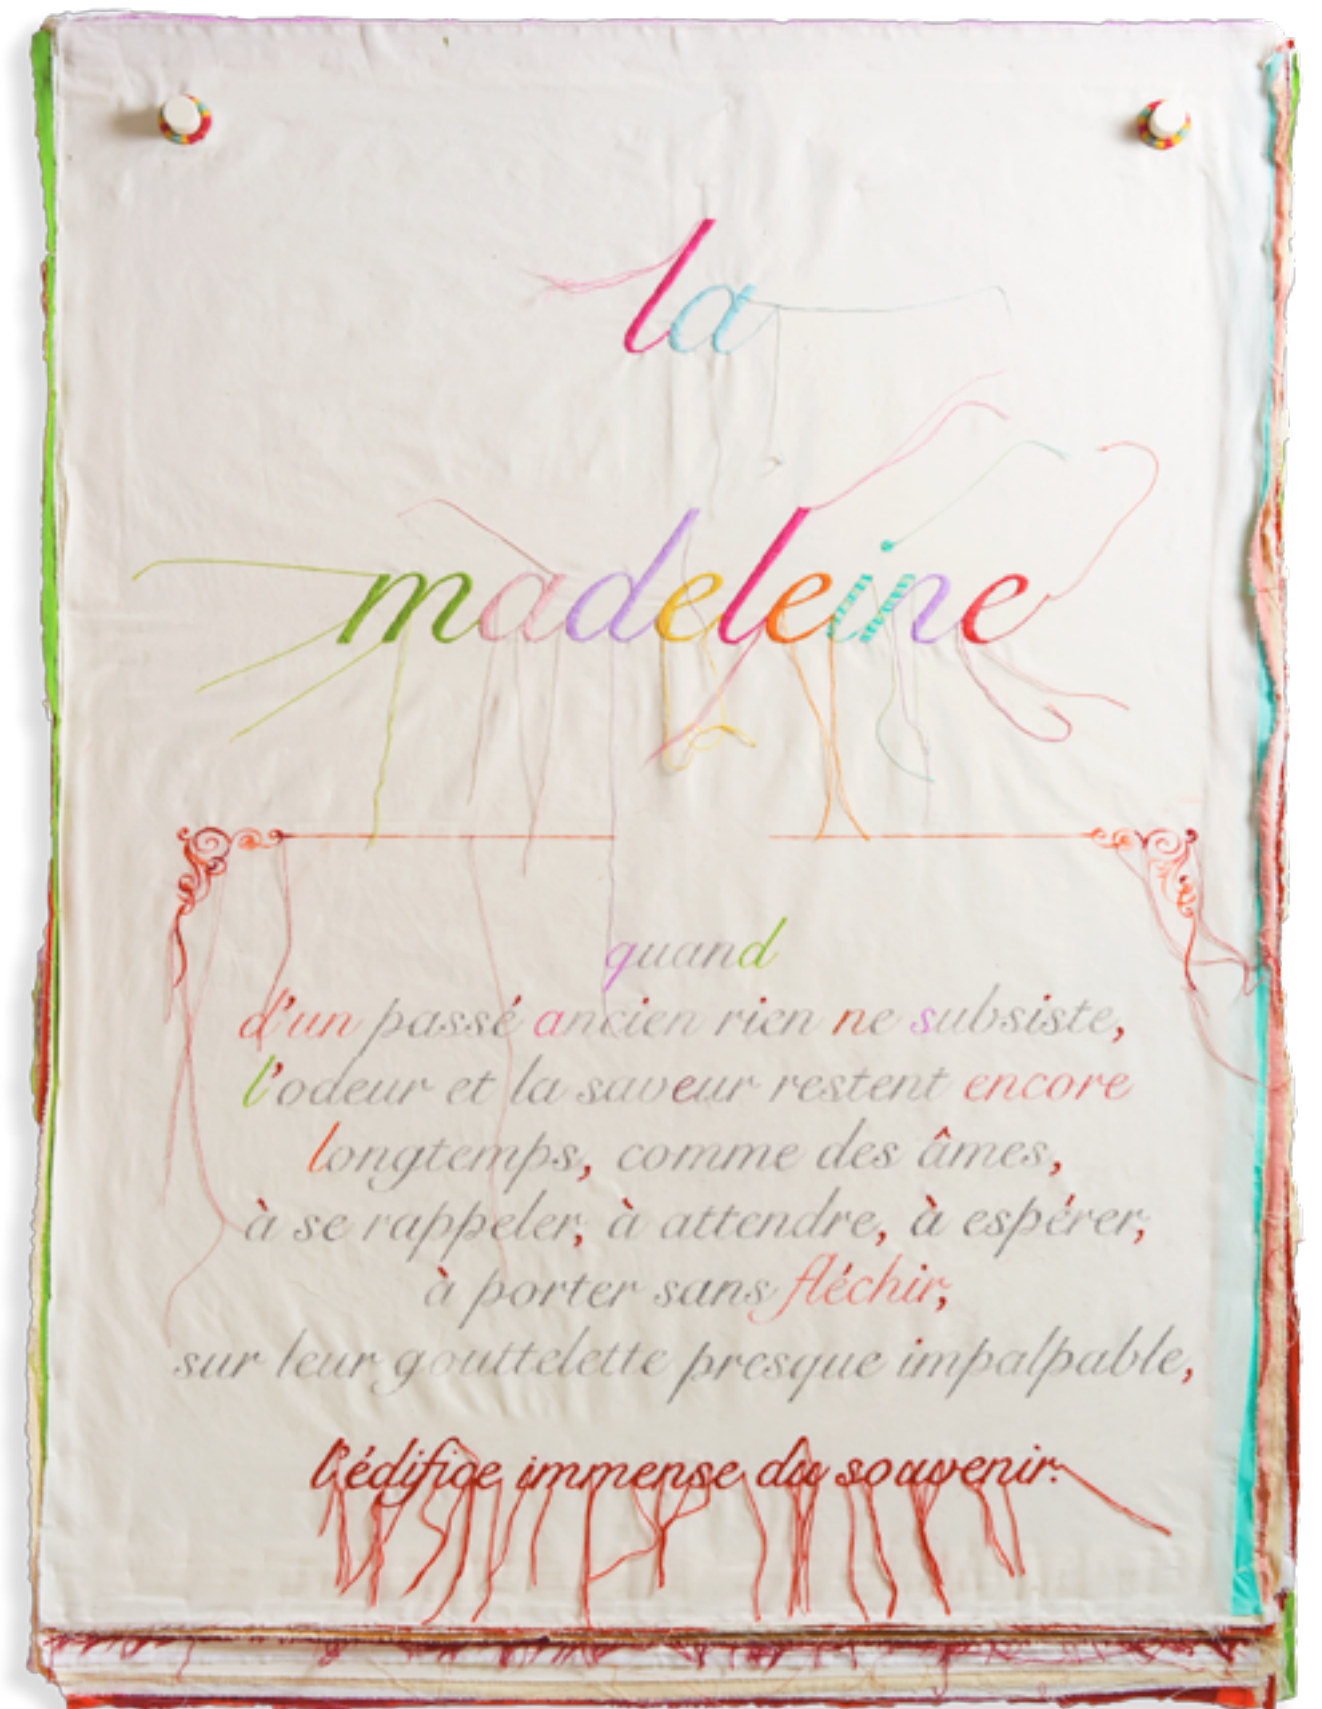 la
madeleine
quand
d'un passé ancien rien ne subsiste,
l'odeur et la saveur restent encore
longtemps, comme des âmes,
à se rappeler, à attendre, à espérer,
à porter sans fléchir,
sur leur gouttelette presque impalpable,
l'édifice immense du souvenir.